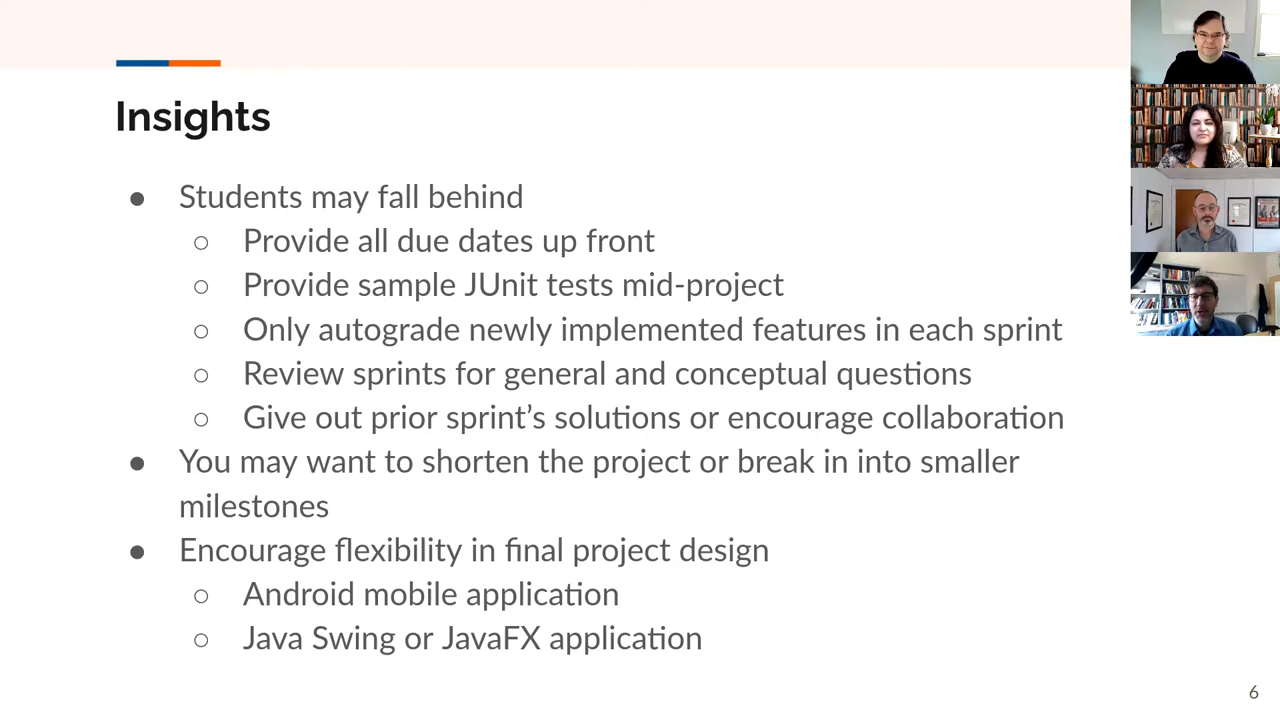 Insights
● Students may fall behind
○ Provide all due dates up front
○ Provide sample JUnit tests mid-project
○ Only autograde newly implemented features in each sprint
○ Review sprints for general and conceptual questions
○ Give out prior sprint’s solutions or encourage collaboration
● You may want to shorten the project or break in into smaller
milestones
● Encourage flexibility in final project design
○ Android mobile application
○ Java Swing or JavaFX application
6